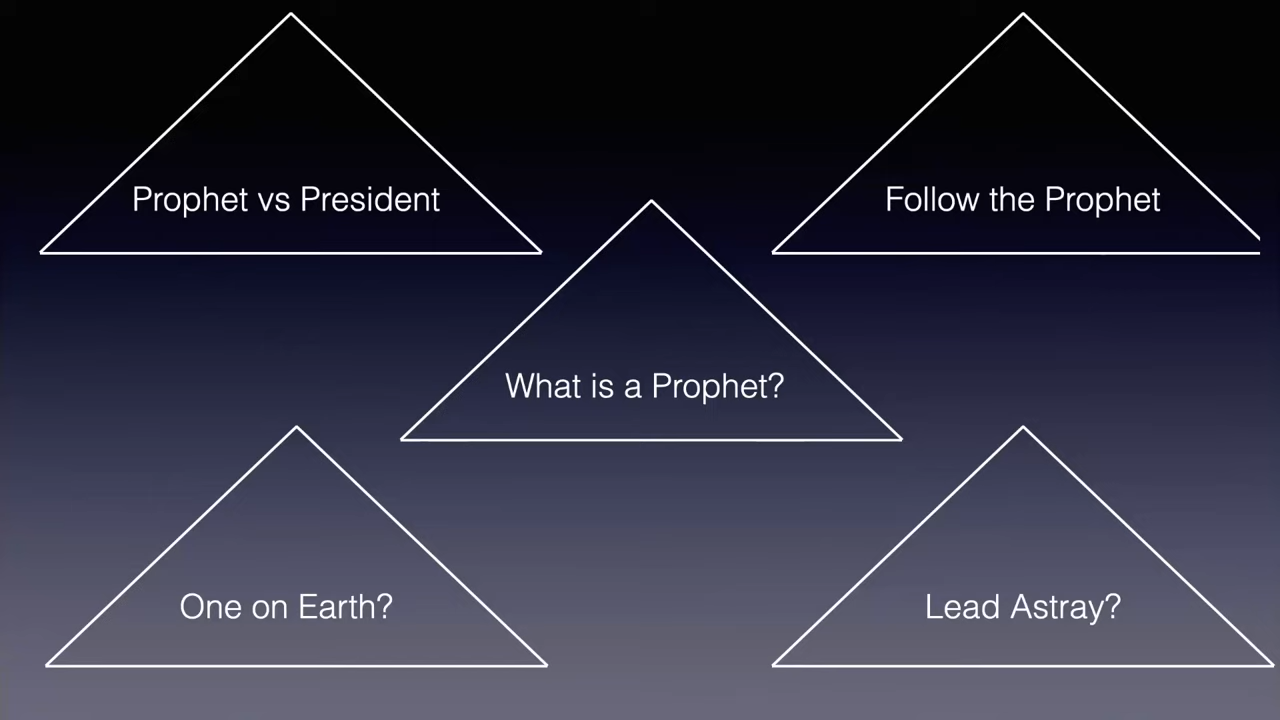 Prophet vs President
Follow the Prophet
What is a Prophet?
One on Earth?
Lead Astray?